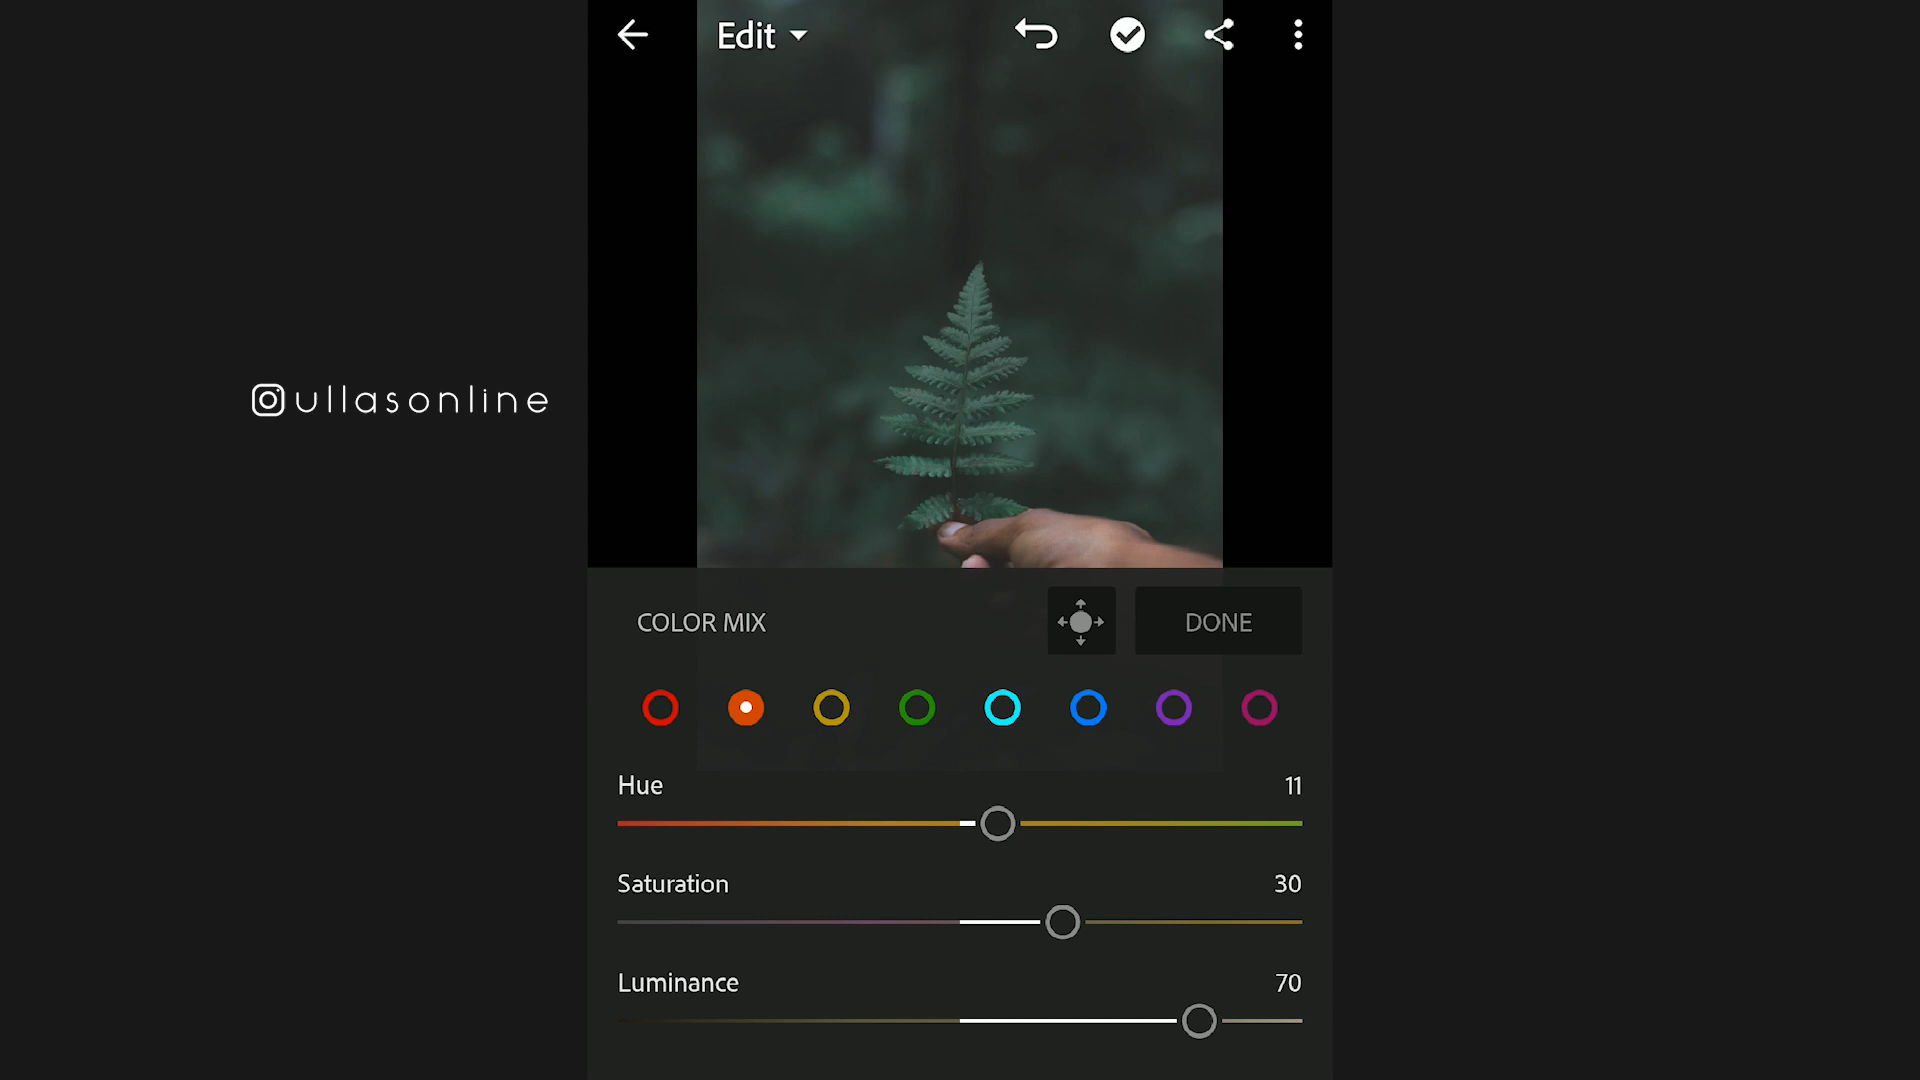 Edit
ullasonline
COLOR MIX
DONE
Hue
11
Saturation
30
Luminance
70